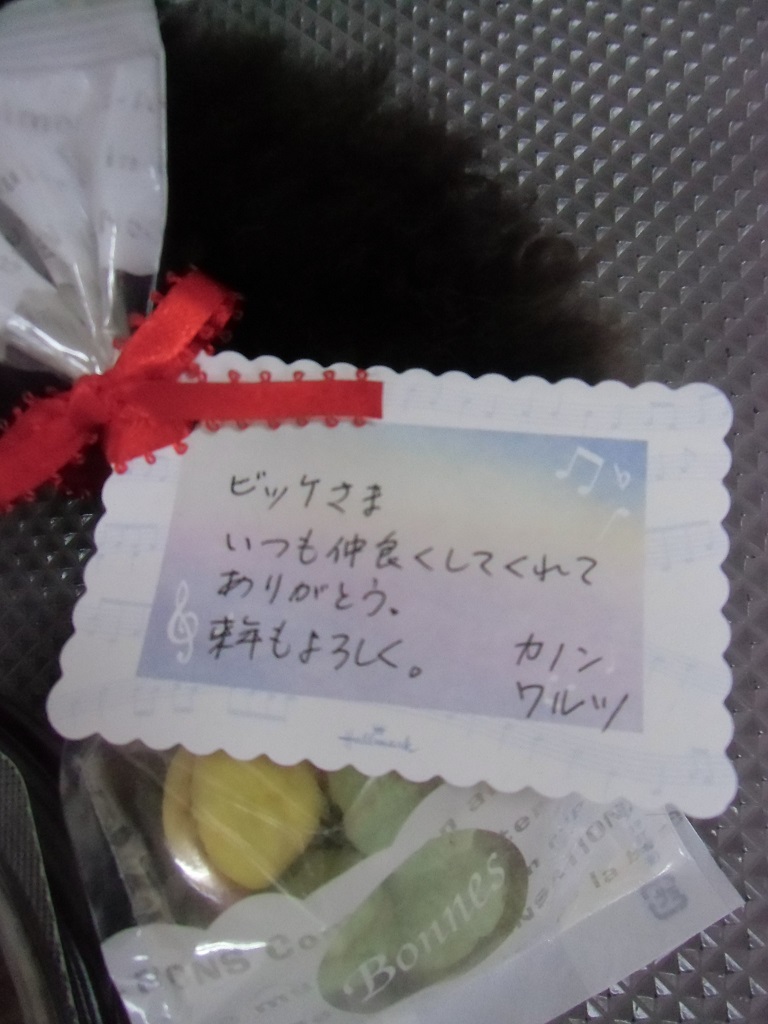 ビッケさま
いつも仲良くしてくれて
ありがとう。
来年もよろしく。
カノン
ワルツ
Hallmark
Bonnes